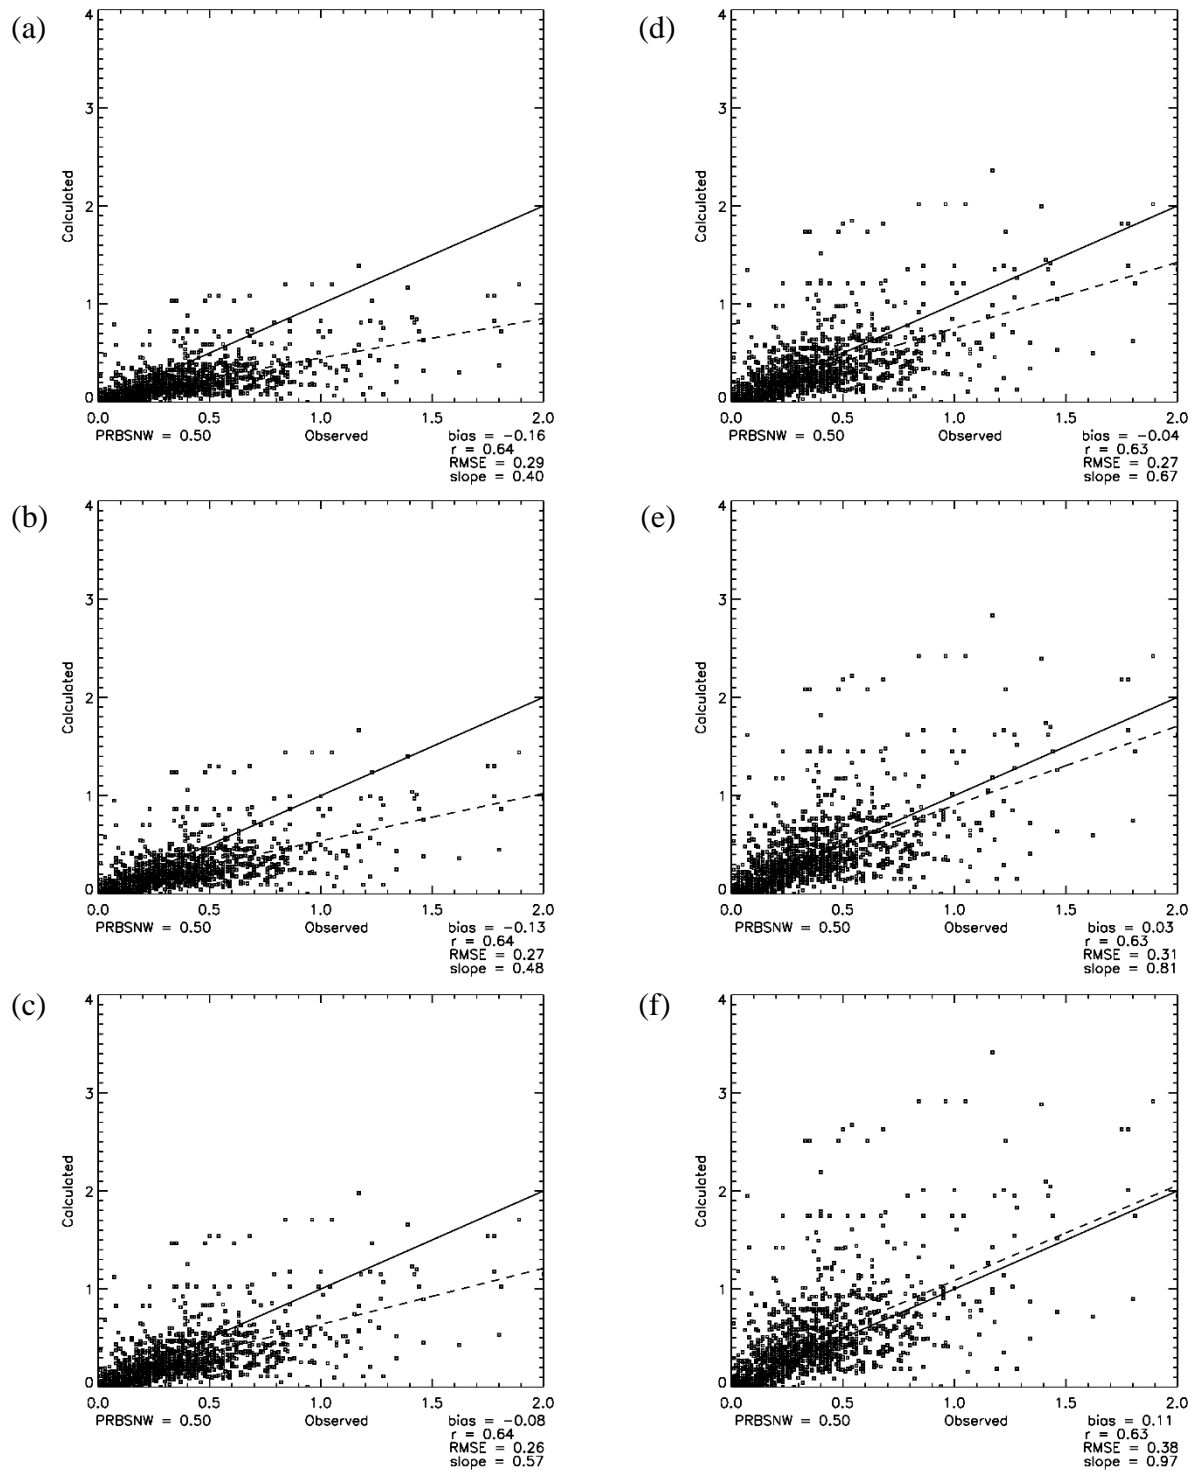 (a)
4
3
2
1
0
Calculated
0.0 0.5 1.0 1.5 2.0
PRBSNW = 0.50 Observed bias = −0.16
r = 0.64
RMSE = 0.29
slope = 0.40
(d)
4
3
2
1
0
Calculated
0.0 0.5 1.0 1.5 2.0
PRBSNW = 0.50 Observed bias = −0.04
r = 0.63
RMSE = 0.27
slope = 0.67
(b)
4
3
2
1
0
Calculated
0.0 0.5 1.0 1.5 2.0
PRBSNW = 0.50 Observed bias = −0.13
r = 0.64
RMSE = 0.27
slope = 0.48
(e)
4
3
2
1
0
Calculated
0.0 0.5 1.0 1.5 2.0
PRBSNW = 0.50 Observed bias = 0.03
r = 0.63
RMSE = 0.31
slope = 0.81
(c)
4
3
2
1
0
Calculated
0.0 0.5 1.0 1.5 2.0
PRBSNW = 0.50 Observed bias = −0.08
r = 0.64
RMSE = 0.26
slope = 0.57
(f)
4
3
2
1
0
Calculated
0.0 0.5 1.0 1.5 2.0
PRBSNW = 0.50 Observed bias = 0.11
r = 0.63
RMSE = 0.38
slope = 0.97